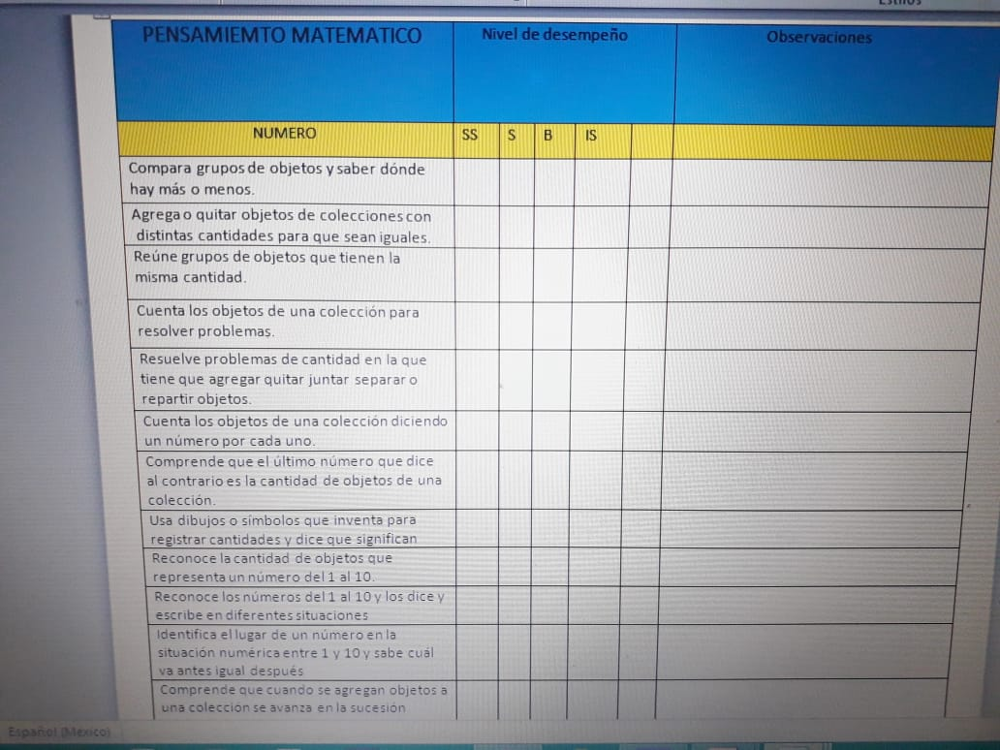 Estilos
PENSAMIEMTO MATEMATICO
Nivel de desempeño
Observaciones
NUMERO
SS
S
B
IS
Compara grupos de objetos y saber dónde
hay más o menos.
Agrega o quitar objetos de colecciones con
distintas cantidades para que sean iguales.
Reúne grupos de objetos que tienen la
misma cantidad.
Cuenta los objetos de una colección para
resolver problemas.
Resuelve problemas de cantidad en la que
tiene que agregar quitar juntar separar o
repartir objetos.
Cuenta los objetos de una colección diciendo
un número por cada uno.
Comprende que el último número que dice
al contrario es la cantidad de objetos de una
colección.
Usa dibujos o símbolos que inventa para
registrar cantidades y dice que significan
Reconoce la cantidad de objetos que
representa un número del 1 al 10.
Reconoce los números del 1 al 10 y los dice y
escribe en diferentes situaciones
Identifica el lugar de un número en la
situación numérica entre 1 y 10 y sabe cuál
va antes igual después
Comprende que cuando se agregan objetos a
una colección se avanza en la sucesión
Español (México)